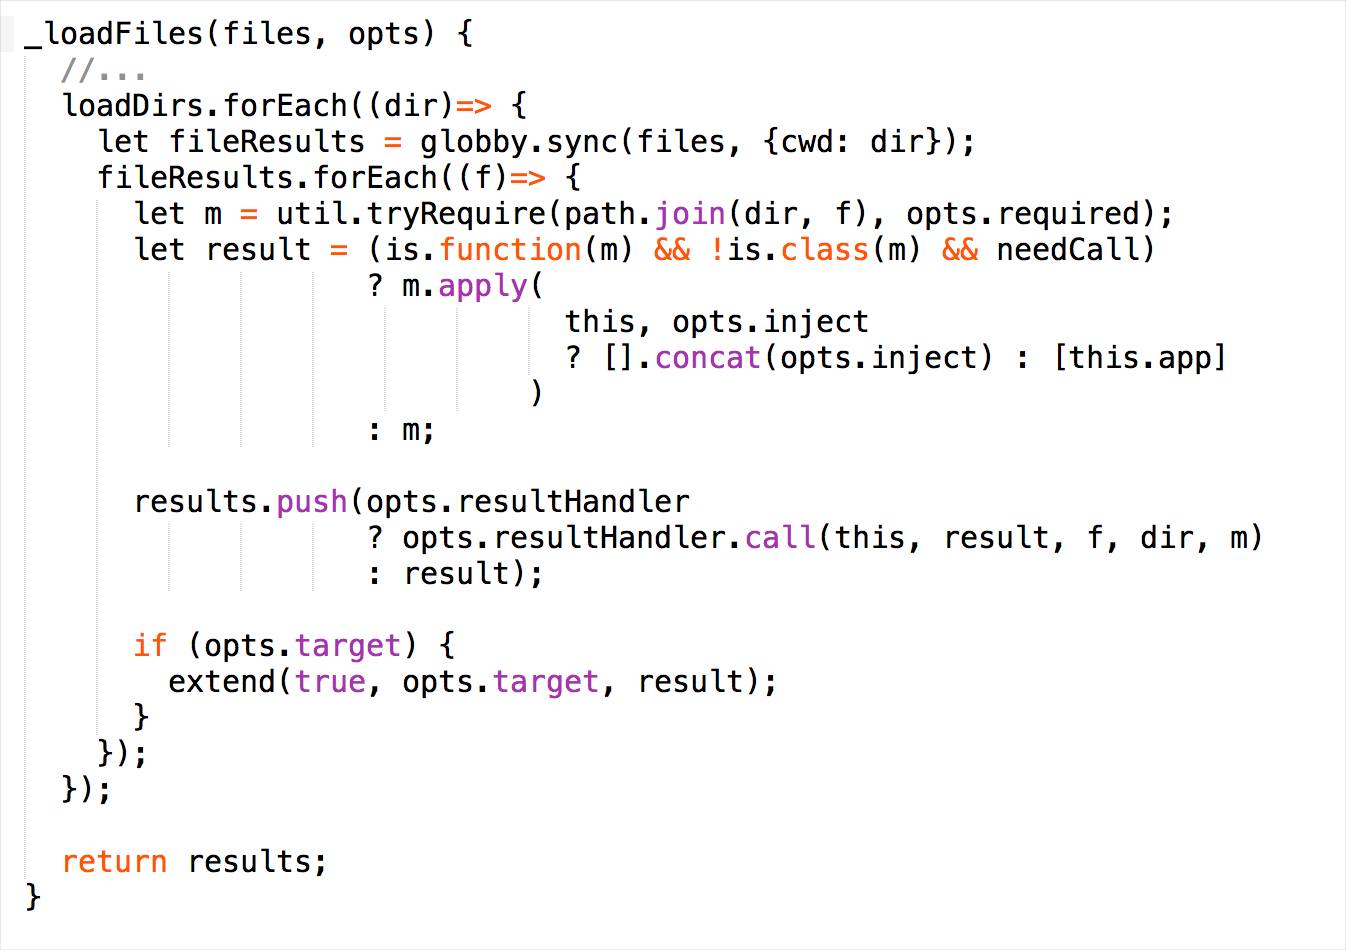 _loadFiles(files, opts) {
  //...
  loadDirs.forEach((dir)=> {
    let fileResults = globby.sync(files, {cwd: dir});
    fileResults.forEach((f)=> {
      let m = util.tryRequire(path.join(dir, f), opts.required);
      let result = (is.function(m) && !is.class(m) && needCall)
                   ? m.apply(
                              this, opts.inject
                              ? [].concat(opts.inject) : [this.app]
                            )
                   : m;

      results.push(opts.resultHandler
                   ? opts.resultHandler.call(this, result, f, dir, m)
                   : result);

      if (opts.target) {
        extend(true, opts.target, result);
      }
    });
  });

  return results;
}